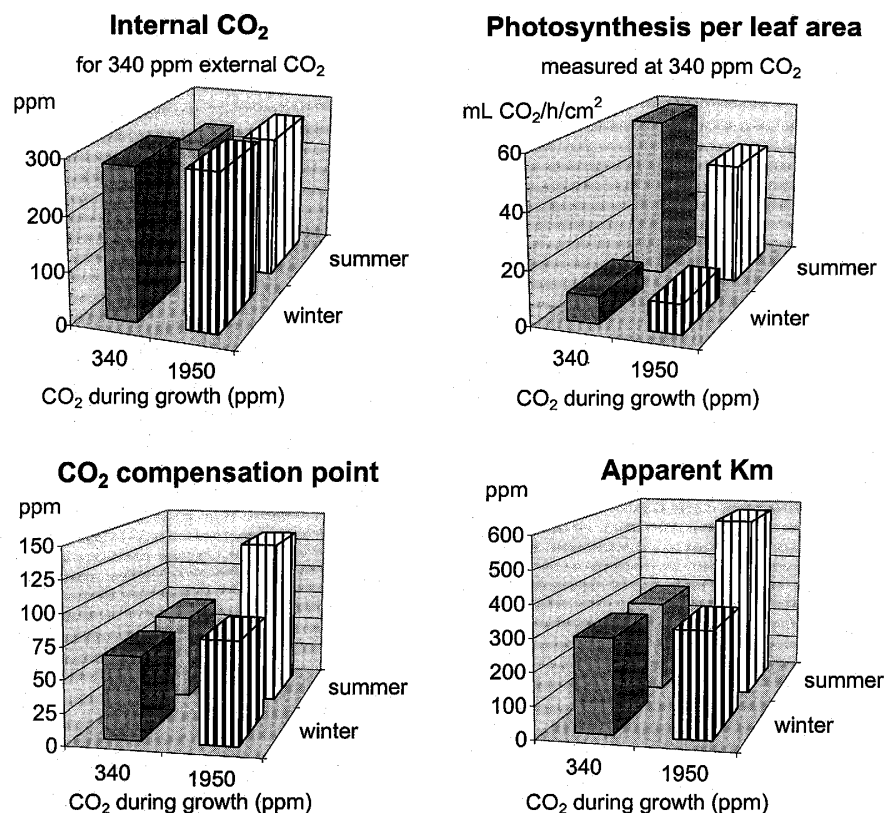 Internal CO₂
for 340 ppm external CO₂
ppm
300
200
100
0
340
1950
summer
winter
CO₂ during growth (ppm)
Photosynthesis per leaf area
measured at 340 ppm CO₂
mL CO₂/h/cm²
60
40
20
0
340
1950
summer
winter
CO₂ during growth (ppm)
CO₂ compensation point
ppm
150
125
100
75
50
25
0
340
1950
summer
winter
CO₂ during growth (ppm)
Apparent Km
ppm
600
500
400
300
200
100
0
340
1950
summer
winter
CO₂ during growth (ppm)